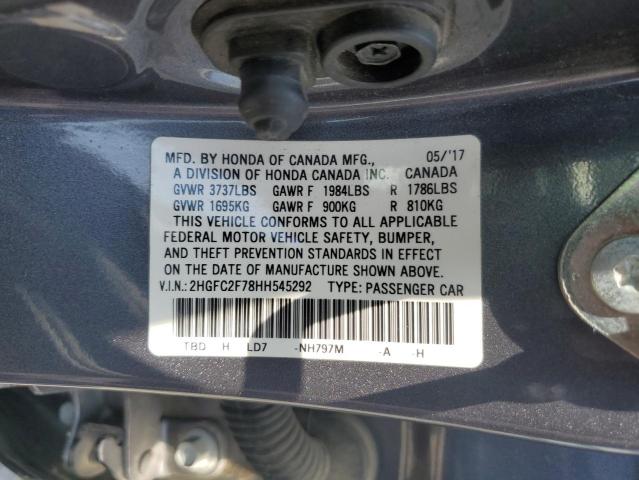 MFD. BY HONDA OF CANADA MFG., 05/'17
A DIVISION OF HONDA CANADA INC. CANADA
GVWR 3737LBS GAWR F 1984LBS R 1786LBS
GVWR 1695KG GAWR F 900KG R 810KG
THIS VEHICLE CONFORMS TO ALL APPLICABLE
FEDERAL MOTOR VEHICLE SAFETY, BUMPER,
AND THEFT PREVENTION STANDARDS IN EFFECT
ON THE DATE OF MANUFACTURE SHOWN ABOVE.
V.I.N.: 2HGFC2F78HH545292 TYPE: PASSENGER CAR
TBD H LD7 -NH797M -A -H